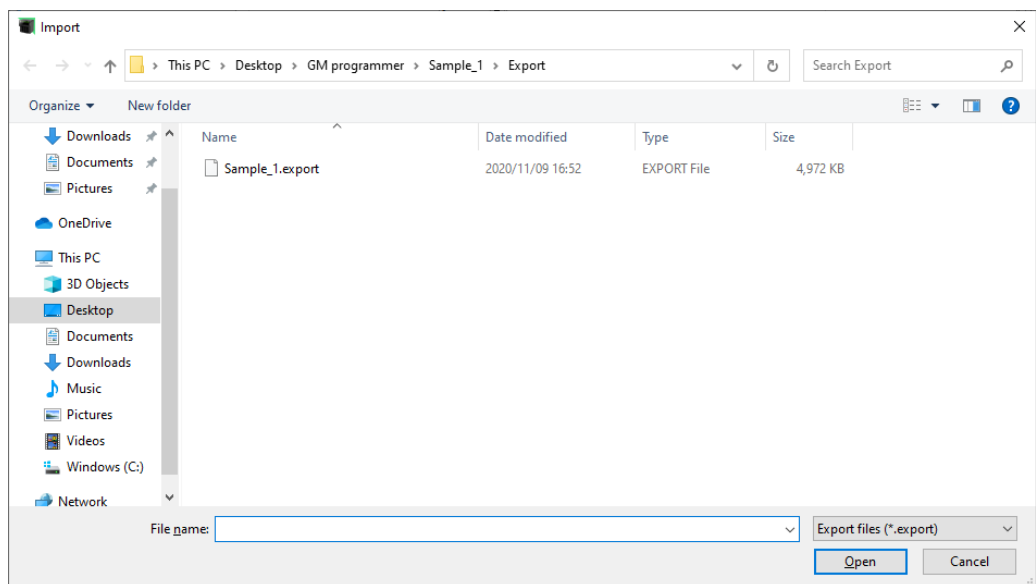 Import
This PC > Desktop > GM programmer > Sample_1 > Export
Search Export
Organize
New folder
Downloads
Documents
Pictures
OneDrive
This PC
3D Objects
Desktop
Documents
Downloads
Music
Pictures
Videos
Windows (C:)
Network
Name Date modified Type Size
Sample_1.export 2020/11/09 16:52 EXPORT File 4,972 KB
File name:
Export files (*.export)
Open Cancel